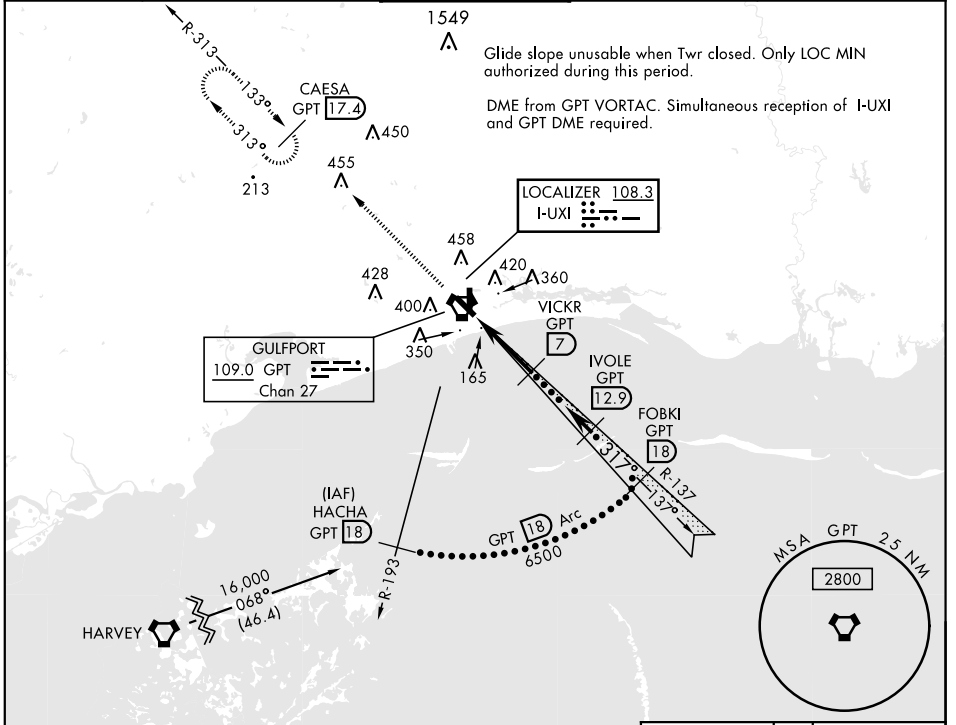 1549
Glide slope unusable when Twr closed. Only LOC MIN
authorized during this period.
DME from GPT VORTAC. Simultaneous reception of I-UXI
and GPT DME required.
R-313
133°
313°
CAESA
GPT 17.4
450
455
213
LOCALIZER 108.3
I-UXI
458
420
360
428
400
350
165
VICKR
GPT
7
IVOLE
GPT
12.9
FOBKI
GPT
18
GULFPORT
109.0 GPT
Chan 27
317°
R-137
137°
(IAF)
HACHA
GPT 18
GPT 18 Arc
6500
R-193
16,000
068°
(46.4)
HARVEY
MSA GPT 25 NM
2800